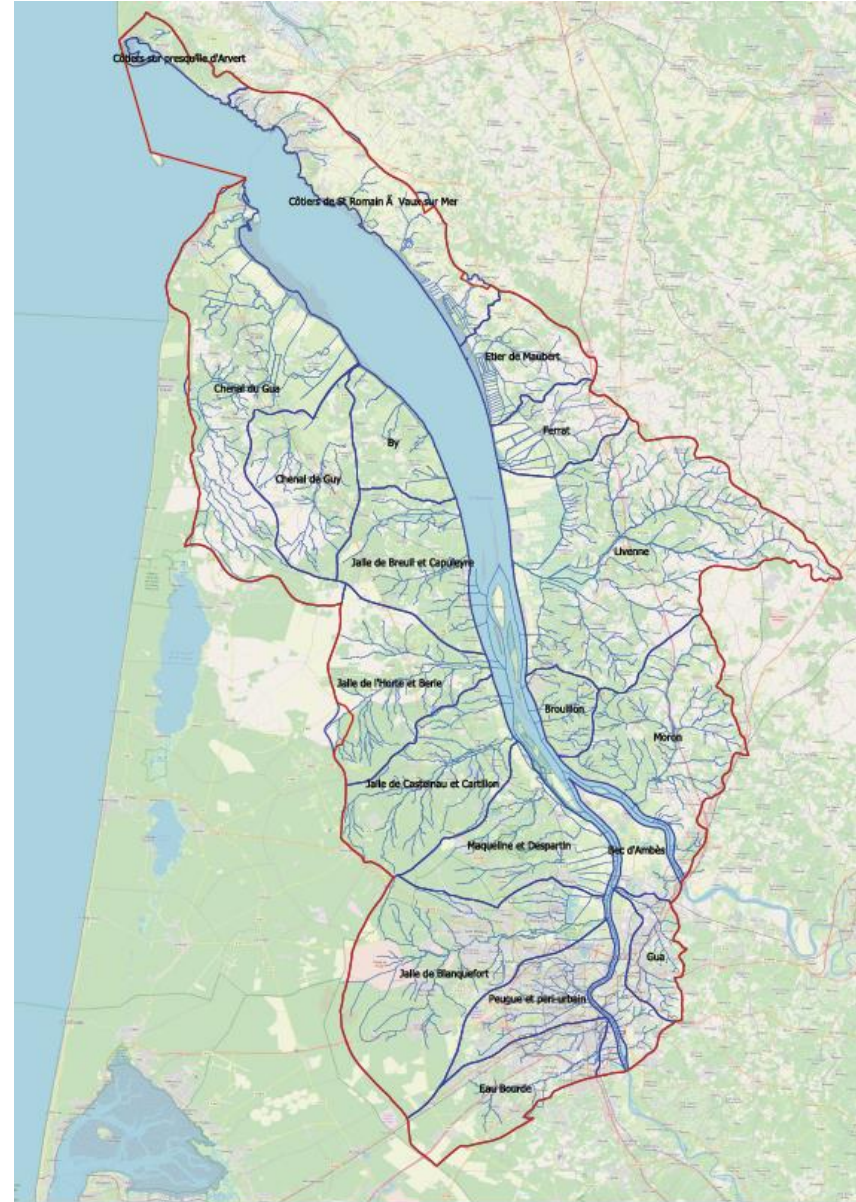 Côtiers sur presqu'île d'Arvert
Côtiers de St Romain Ã Vaux sur Mer
Etier de Maubert
Chenal du Gua
Ferrat
By
Chenal de Guy
Livenne
Jalle de Breuil et Capuleyre
Jalle de l'Horte et Berle
Brouillon
Moron
Jalle de Castelnau et Cartillon
Maqueline et Despartin
Bec d'Ambès
Gua
Jalle de Blanquefort
Peugue et péri-urbain
Eau Bourde